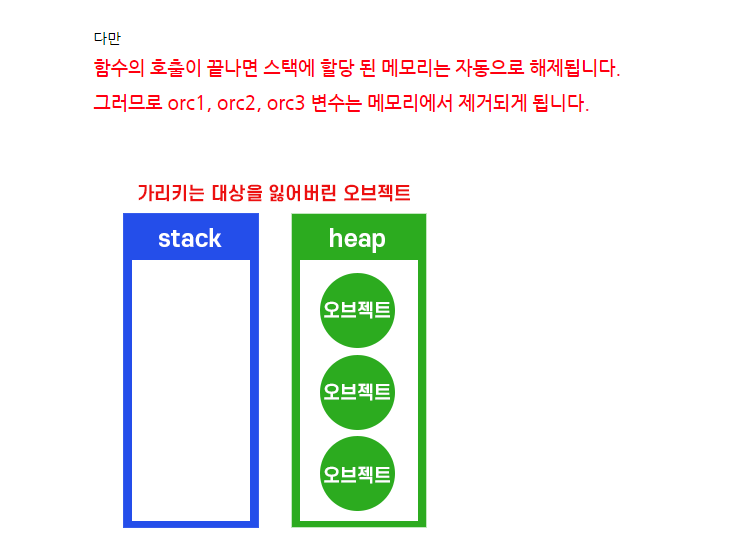 다만
함수의 호출이 끝나면 스택에 할당 된 메모리는 자동으로 해제됩니다.
그러므로 orc1, orc2, orc3 변수는 메모리에서 제거되게 됩니다.
가리키는 대상을 잃어버린 오브젝트
stack
heap
오브젝트
오브젝트
오브젝트